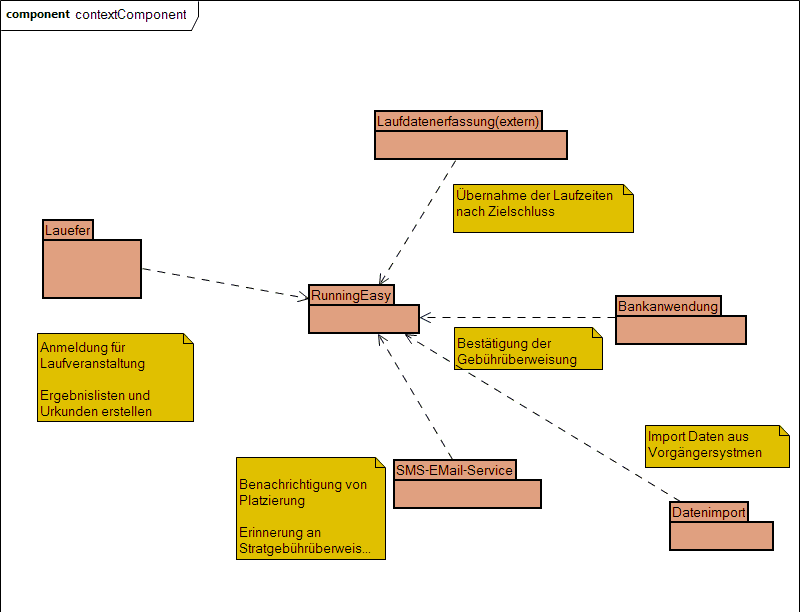 component contextComponent
Laufdatenerfassung(extern)
Übernahme der Laufzeiten
nach Zielschluss
Lauefer
RunningEasy
Bankanwendung
Anmeldung für
Laufveranstaltung
Ergebnislisten und
Urkunden erstellen
Bestätigung der
Gebührüberweisung
Import Daten aus
Vorgängersystmen
SMS-EMail-Service
Benachrichtigung von
Platzierung
Erinnerung an
Stratgebührüberweis...
Datenimport